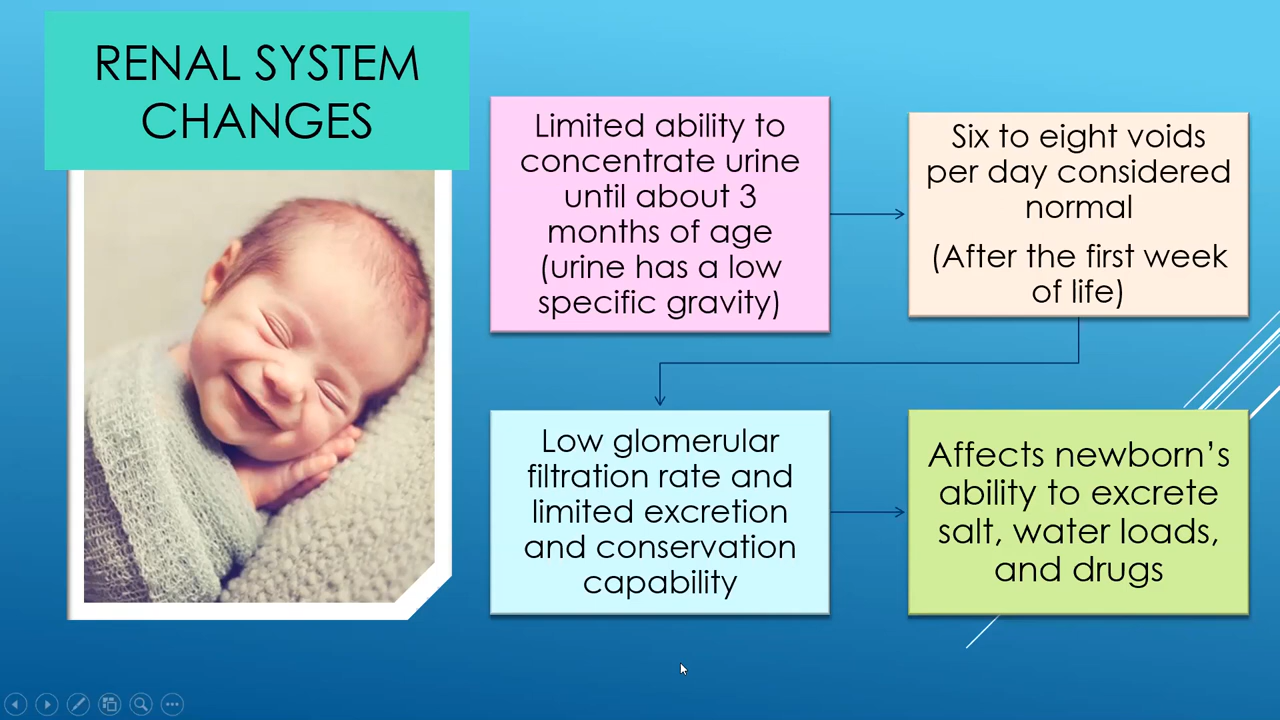 RENAL SYSTEM
CHANGES
Limited ability to
concentrate urine
until about 3
months of age
(urine has a low
specific gravity)
Six to eight voids
per day considered
normal
(After the first week
of life)
Low glomerular
filtration rate and
limited excretion
and conservation
capability
Affects newborn’s
ability to excrete
salt, water loads,
and drugs